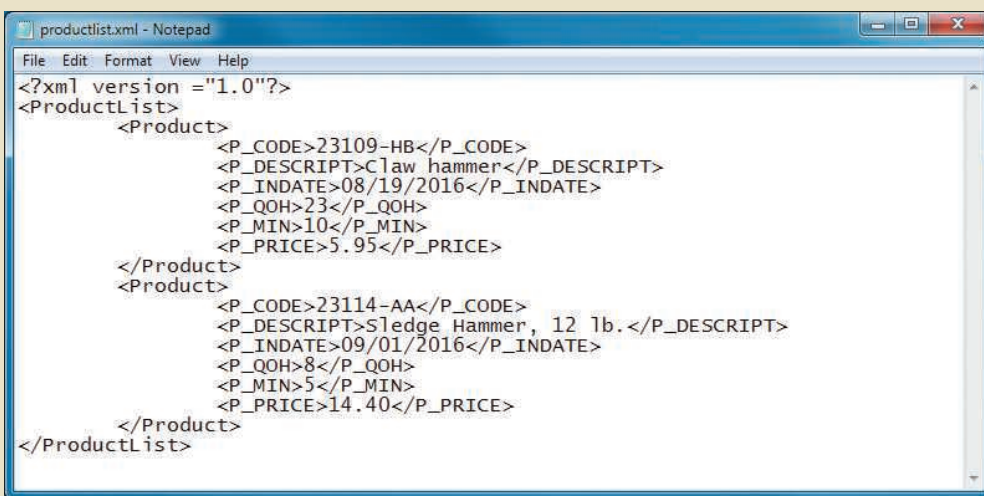 productlist.xml - Notepad
File Edit Format View Help
<?xml version ="1.0"?>
<ProductList>
<Product>
<P_CODE>23109-HB</P_CODE>
<P_DESCRIPT>Claw hammer</P_DESCRIPT>
<P_INDATE>08/19/2016</P_INDATE>
<P_QOH>23</P_QOH>
<P_MIN>10</P_MIN>
<P_PRICE>5.95</P_PRICE>
</Product>
<Product>
<P_CODE>23114-AA</P_CODE>
<P_DESCRIPT>Sledge Hammer, 12 lb.</P_DESCRIPT>
<P_INDATE>09/01/2016</P_INDATE>
<P_QOH>8</P_QOH>
<P_MIN>5</P_MIN>
<P_PRICE>14.40</P_PRICE>
</Product>
</ProductList>